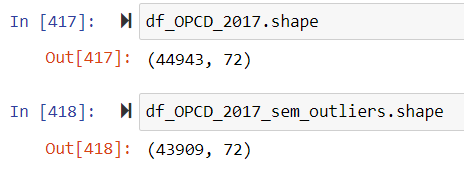 In [417]: df_OPCD_2017.shape
Out[417]: (44943, 72)
In [418]: df_OPCD_2017_sem_outliers.shape
Out[418]: (43909, 72)